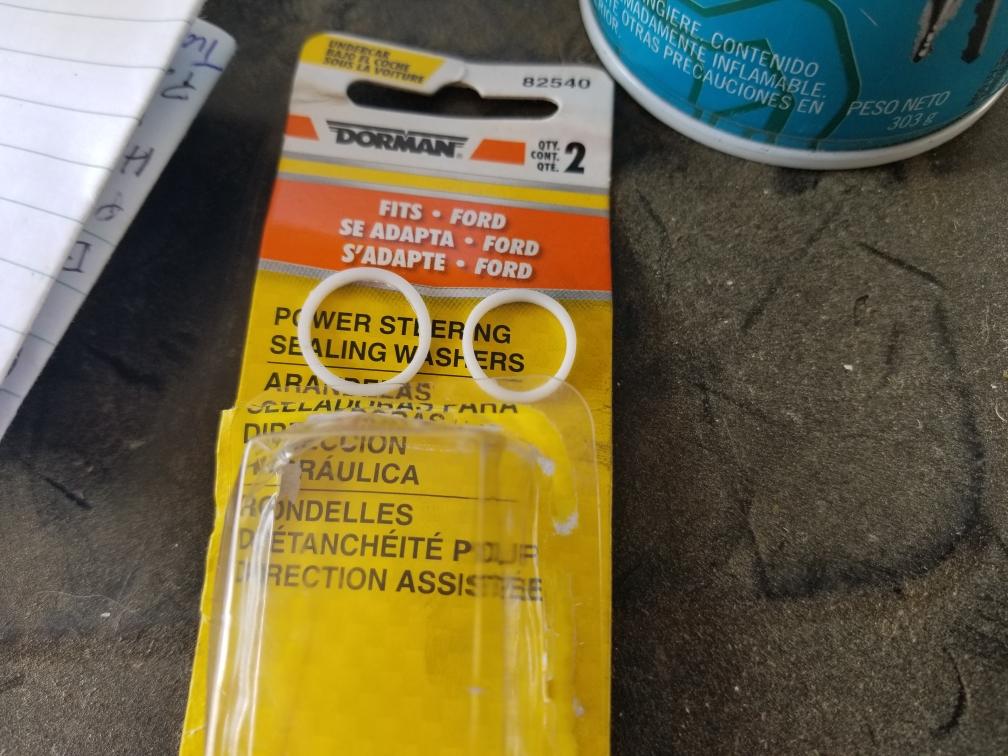 UNDERCAR
BAJO EL COCHE
SOUS LA VOITURE
82540
DORMAN®
QTY.
CONT.
QTÉ.
2
FITS • FORD
SE ADAPTA • FORD
S'ADAPTE • FORD
POWER STEERING
SEALING WASHERS
ARANDELAS
SELLADORAS PARA
DIRECCIÓN
HIDRÁULICA
RONDELLES
D'ÉTANCHÉITÉ POUR
DIRECTION ASSISTÉE
CONTENIDO
INFLAMABLE.
OTRAS PRECAUCIONES EN
PESO NETO
303 g